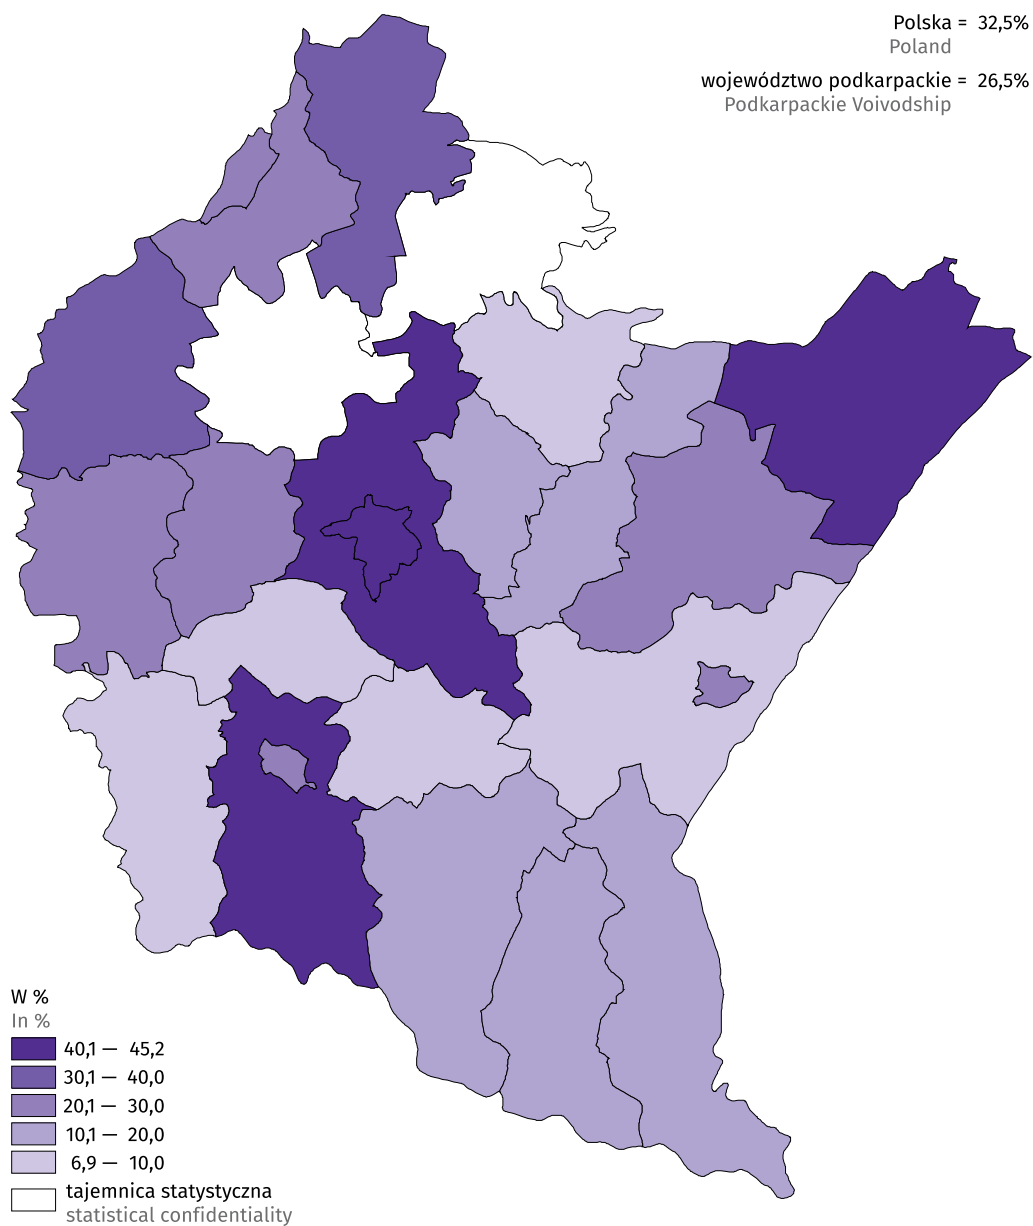 Polska = 32,5%
Poland
województwo podkarpackie = 26,5%
Podkarpackie Voivodship
W %
In %
40,1 — 45,2
30,1 — 40,0
20,1 — 30,0
10,1 — 20,0
6,9 — 10,0
tajemnica statystyczna
statistical confidentiality